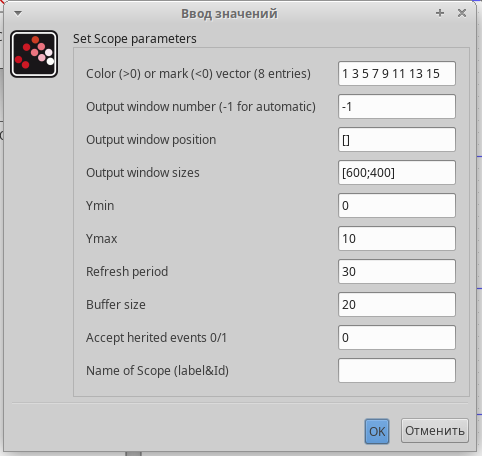 Ввод значений
Set Scope parameters
Color (>0) or mark (<0) vector (8 entries) 1 3 5 7 9 11 13 15
Output window number (-1 for automatic) -1
Output window position []
Output window sizes [600;400]
Ymin 0
Ymax 10
Refresh period 30
Buffer size 20
Accept herited events 0/1 0
Name of Scope (label&Id)
OK Отменить